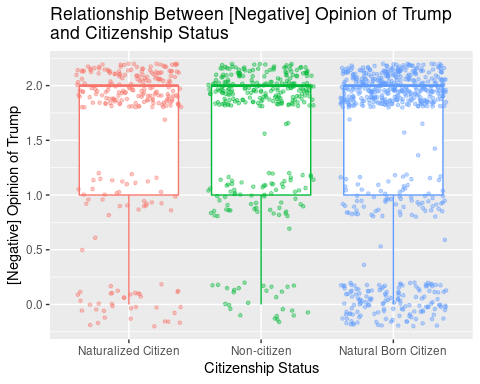 Relationship Between [Negative] Opinion of Trump
and Citizenship Status
[Negative] Opinion of Trump
2.0
1.5
1.0
0.5
0.0
Naturalized Citizen
Non-citizen
Natural Born Citizen
Citizenship Status